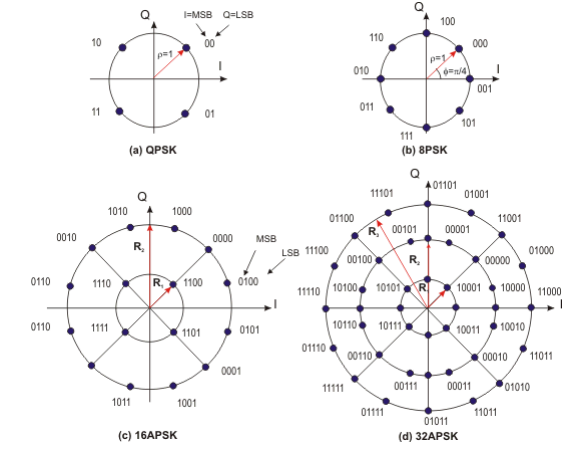 Q
I=MSB Q=LSB
10
00
ρ=1
I
11
01
(a) QPSK
Q
100
110
000
ρ=1
ϕ=π/4
I
010
001
011
101
111
(b) 8PSK
Q
1010
1000
0010
0000
R₂
MSB
LSB
0110
1110
R₁
1100
0100
I
0110
1111
1101
0101
0001
1011
1001
(c) 16APSK
Q
11101
01101
01001
01100
11001
R₃
00101
00001
11100
00100
R₂
00000
01000
11110
10101
R₁
10001
10000
11000
I
10110
10111
10011
10010
01110
00110
00010
11011
11111
00111
00011
01010
01111
01011
11011
(d) 32APSK